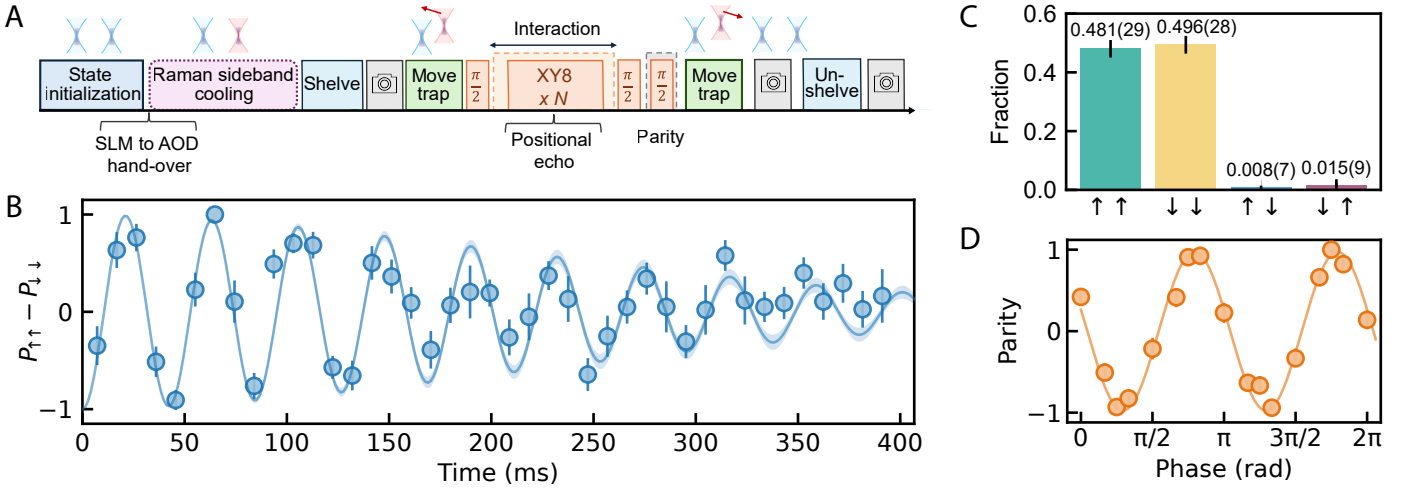 A
State
initialization
Raman sideband
cooling
Shelve
Move
trap
π
2
Interaction
XY8
x N
π
2
π
2
Move
trap
Un-
shelve
SLM to AOD
hand-over
Positional
echo
Parity
B
P↑↑ − P↓↓
1
0
−1
0
50
100
150
200
250
300
350
400
Time (ms)
C
Fraction
0.6
0.4
0.2
0.0
0.481(29)
0.496(28)
0.008(7)
0.015(9)
↑ ↑
↓ ↓
↑ ↓
↓ ↑
D
Parity
1
0
−1
0
π/2
π
3π/2
2π
Phase (rad)